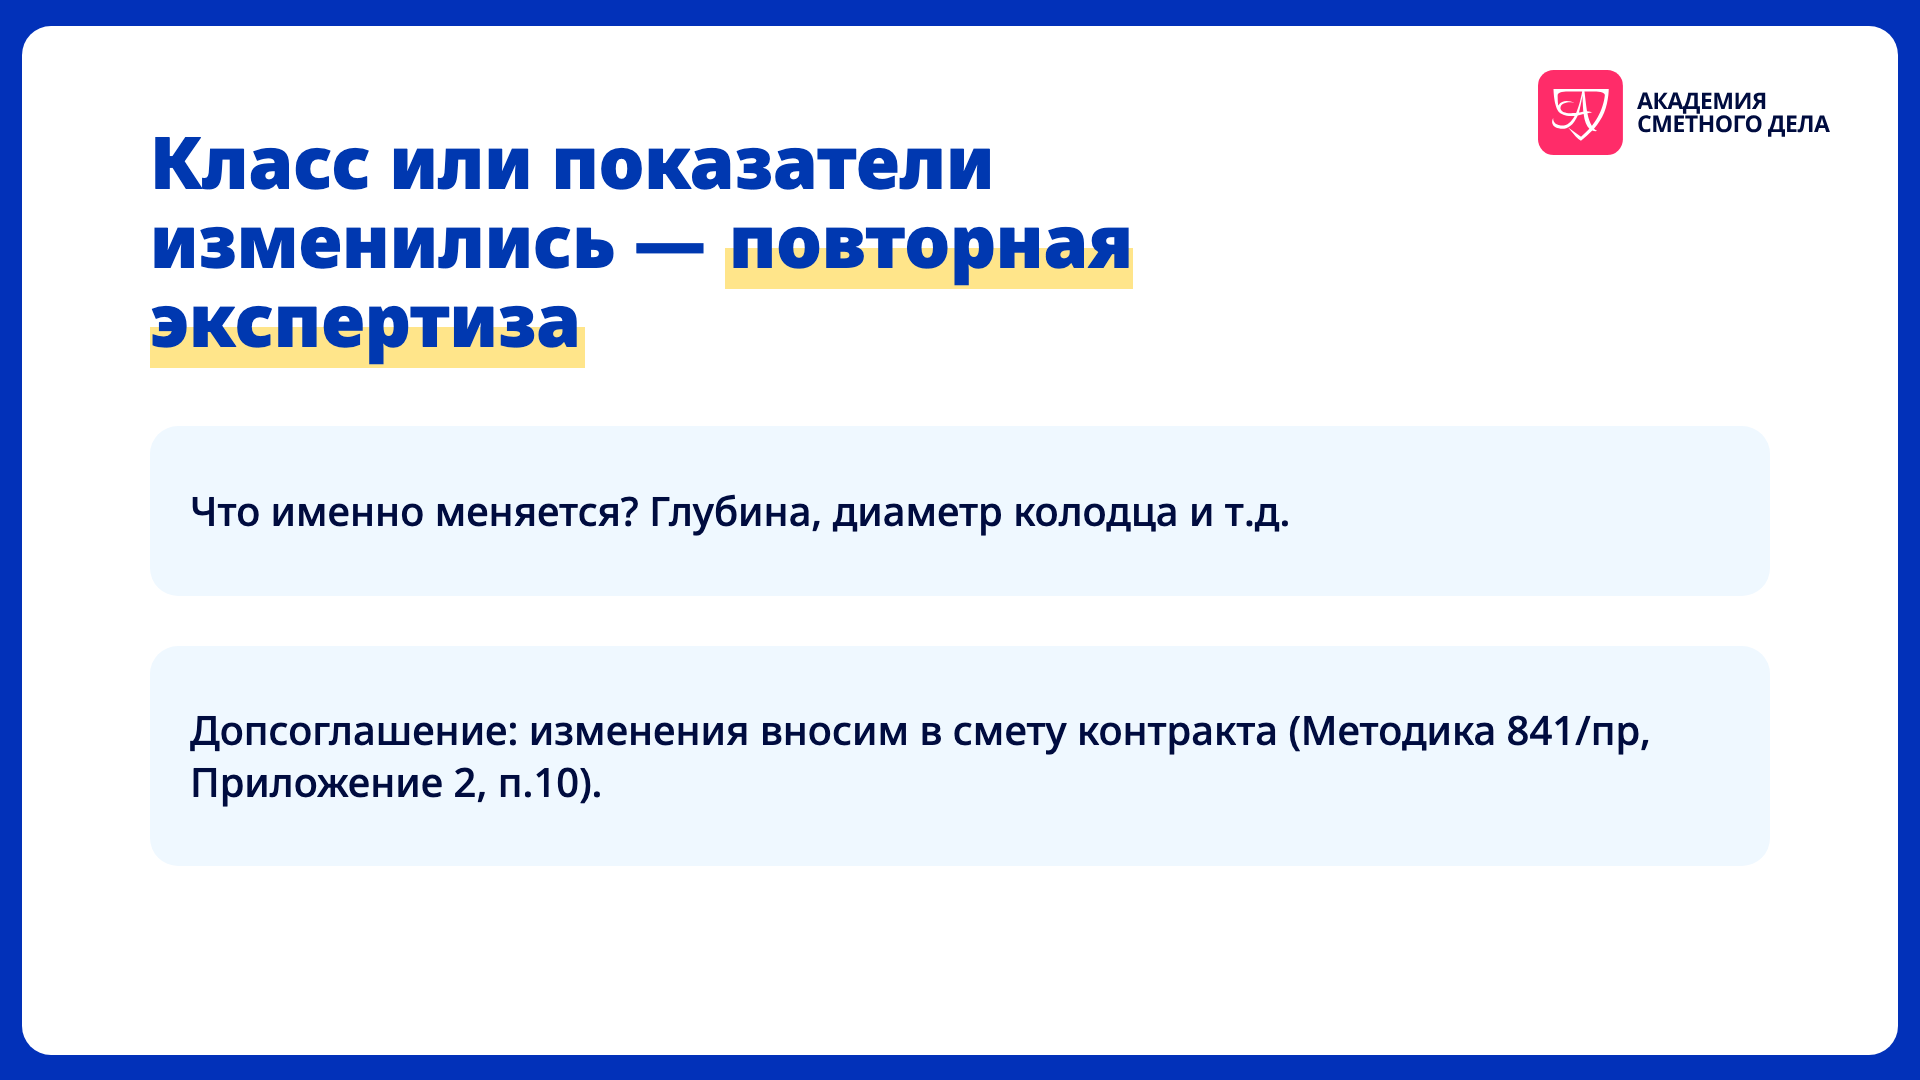 АКАДЕМИЯ
СМЕТНОГО ДЕЛА
Класс или показатели
изменились — повторная
экспертиза
Что именно меняется? Глубина, диаметр колодца и т.д.
Допсоглашение: изменения вносим в смету контракта (Методика 841/пр,
Приложение 2, п.10).